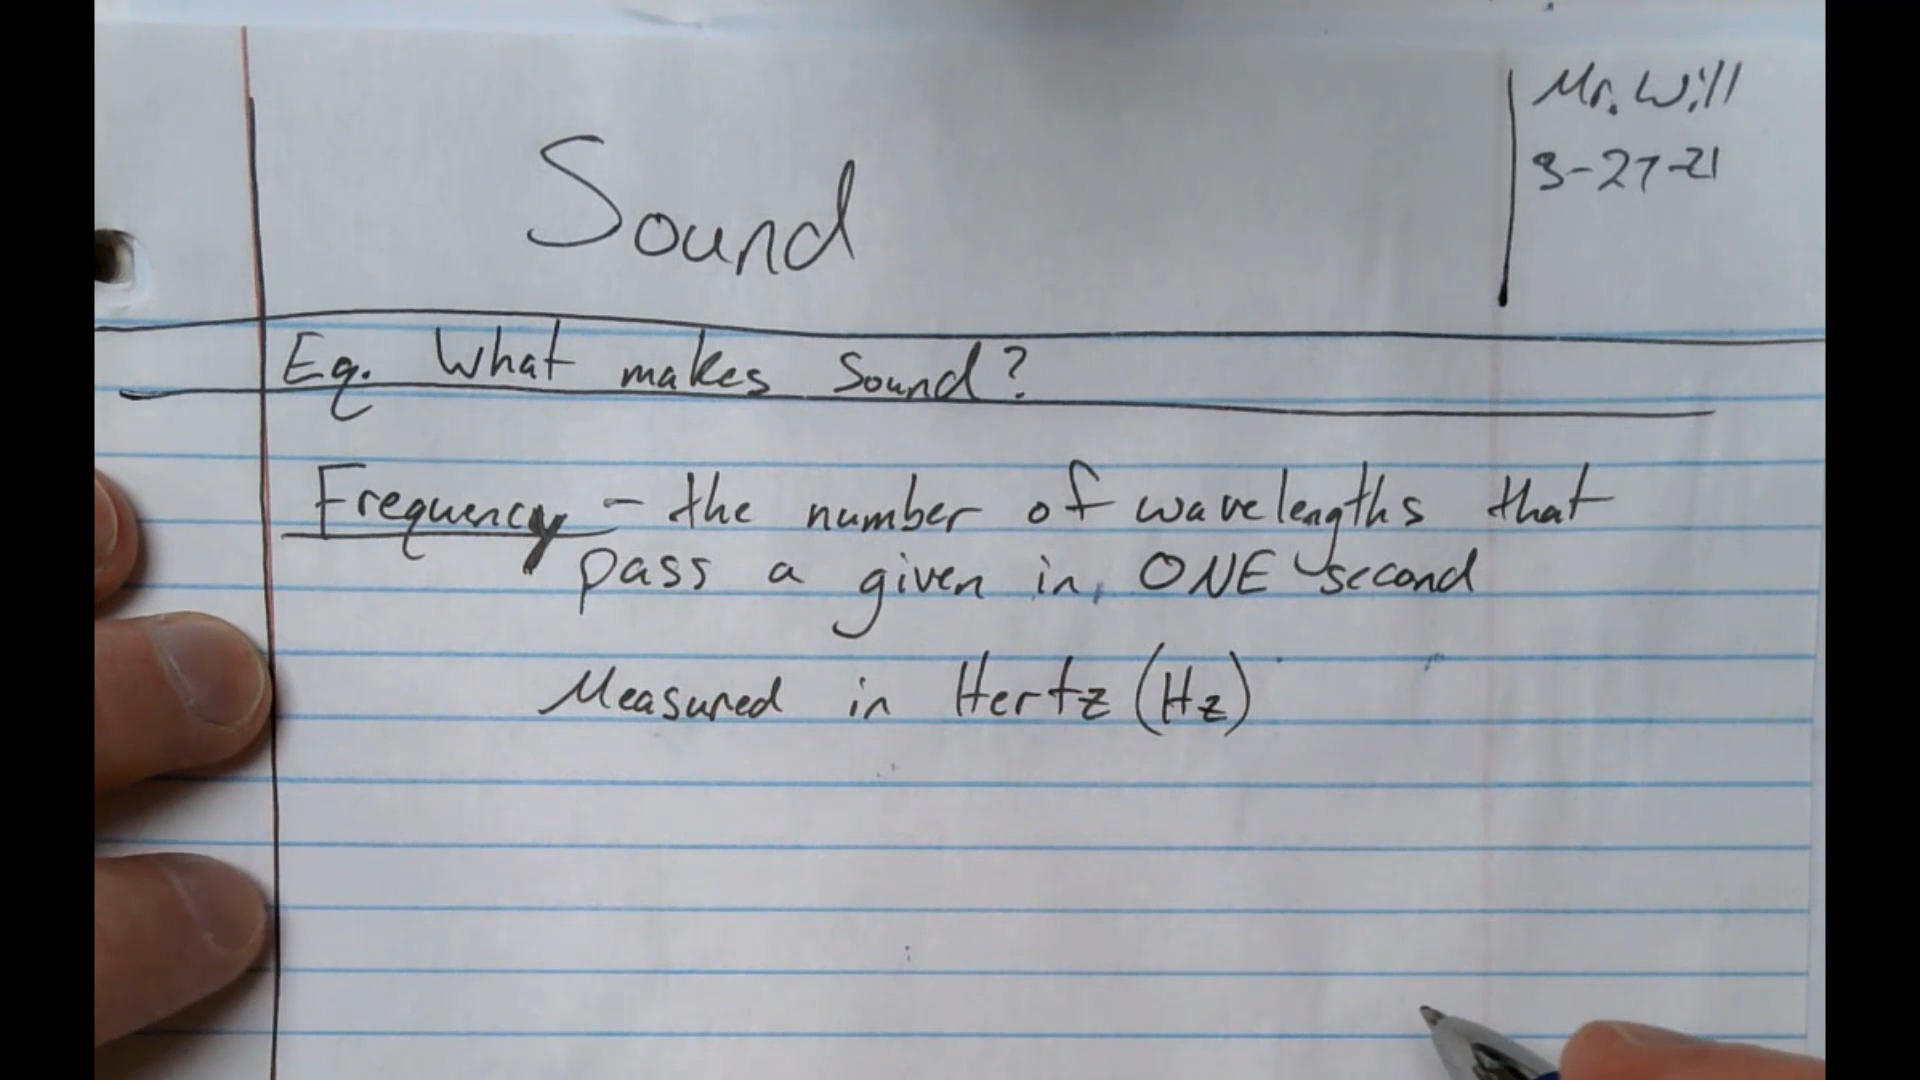 Mr. Will
3-27-21
Sound
Eq. What makes Sound?
Frequency - the number of wavelengths that
pass a given in ONE second
Measured in Hertz (Hz)